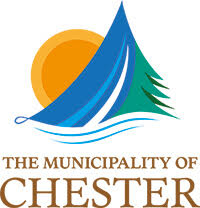 THE MUNICIPALITY OF
CHESTER